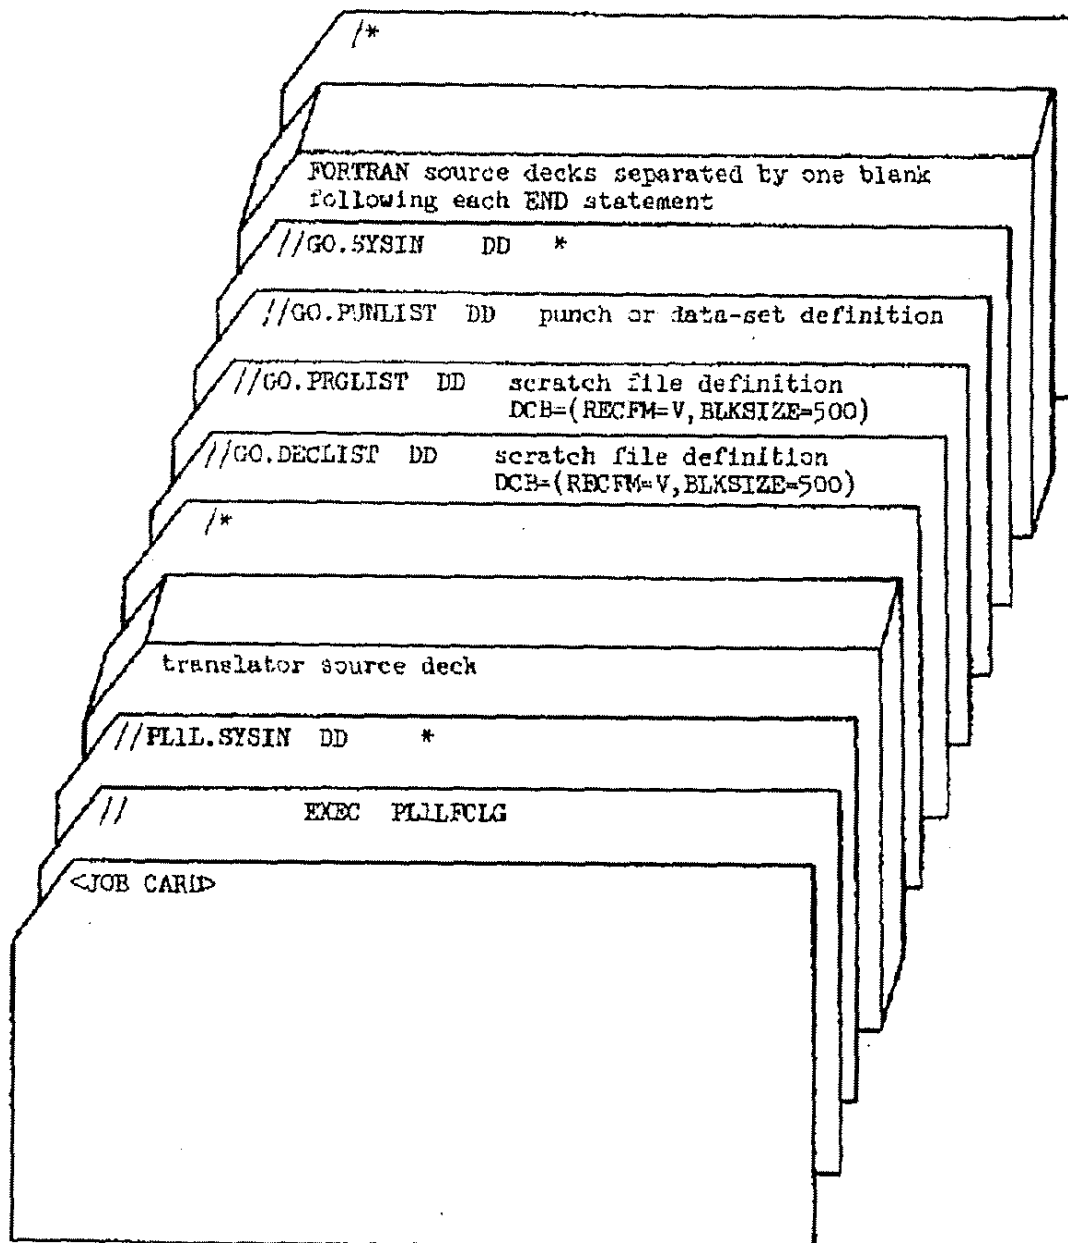 /*
FORTRAN source decks separated by one blank
following each END statement
//GO.SYSIN DD *
//GO.PUNLIST DD punch or data-set definition
//GO.PRGLIST DD scratch file definition
DCB=(RECFM=V,BLKSIZE=500)
//GO.DECLIST DD scratch file definition
DCB=(RECFM=V,BLKSIZE=500)
/*
translator source deck
//PL1L.SYSIN DD *
// EXEC PL1LFCLG
<JOB CARD>